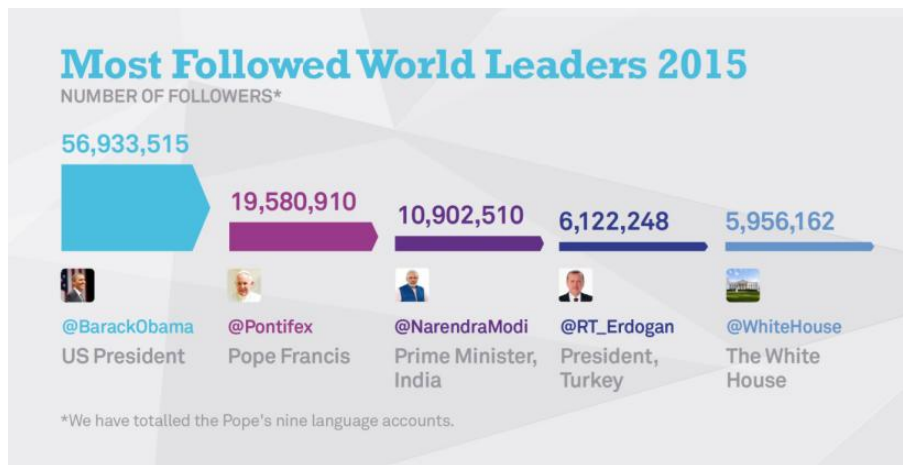 Most Followed World Leaders 2015
NUMBER OF FOLLOWERS*
56,933,515
19,580,910
10,902,510
6,122,248
5,956,162
@BarackObama
US President
@Pontifex
Pope Francis
@NarendraModi
Prime Minister,
India
@RT_Erdogan
President,
Turkey
@WhiteHouse
The White
House
*We have totalled the Pope's nine language accounts.